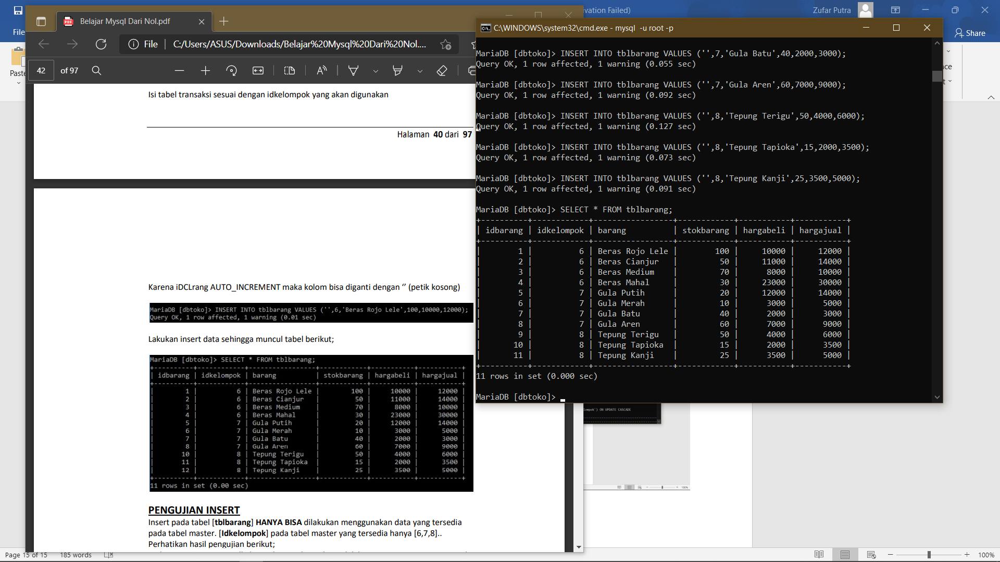 ivation Failed)
Zufar Putra
File
Share
Paste
Belajar Mysql Dari Nol.pdf
File
C:/Users/ASUS/Downloads/Belajar%20Mysql%20Dari%20Nol....
42 of 97
Isi tabel transaksi sesuai dengan idkelompok yang akan digunakan
Halaman 40 dari 97
Karena iDCLrang AUTO_INCREMENT maka kolom bisa diganti dengan ‘’ (petik kosong)
MariaDB [dbtoko]> INSERT INTO tblbarang VALUES ('',6,'Beras Rojo Lele',100,10000,12000);
Query OK, 1 row affected, 1 warning (0.01 sec)
Lakukan insert data sehingga muncul tabel berikut;
MariaDB [dbtoko]> SELECT * FROM tblbarang;
| idbarang | idkelompok | barang | stokbarang | hargabeli | hargajual |
| 1 | 6 | Beras Rojo Lele | 100 | 10000 | 12000 |
| 2 | 6 | Beras Cianjur | 50 | 11000 | 14000 |
| 3 | 6 | Beras Medium | 70 | 8000 | 10000 |
| 4 | 6 | Beras Mahal | 30 | 23000 | 30000 |
| 5 | 7 | Gula Putih | 20 | 12000 | 14000 |
| 6 | 7 | Gula Merah | 10 | 3000 | 5000 |
| 7 | 7 | Gula Batu | 40 | 2000 | 3000 |
| 8 | 7 | Gula Aren | 60 | 7000 | 9000 |
| 10 | 8 | Tepung Terigu | 50 | 4000 | 6000 |
| 11 | 8 | Tepung Tapioka | 15 | 2000 | 3500 |
| 12 | 8 | Tepung Kanji | 25 | 3500 | 5000 |
11 rows in set (0.00 sec)
PENGUJIAN INSERT
Insert pada tabel [tblbarang] HANYA BISA dilakukan menggunakan data yang tersedia
pada tabel master. [Idkelompok] pada tabel master yang tersedia hanya [6,7,8]..
Perhatikan hasil pengujian berikut;
C:\WINDOWS\system32\cmd.exe - mysql -u root -p
MariaDB [dbtoko]> INSERT INTO tblbarang VALUES ('',7,'Gula Batu',40,2000,3000);
Query OK, 1 row affected, 1 warning (0.055 sec)
MariaDB [dbtoko]> INSERT INTO tblbarang VALUES ('',7,'Gula Aren',60,7000,9000);
Query OK, 1 row affected, 1 warning (0.092 sec)
MariaDB [dbtoko]> INSERT INTO tblbarang VALUES ('',8,'Tepung Terigu',50,4000,6000);
Query OK, 1 row affected, 1 warning (0.127 sec)
MariaDB [dbtoko]> INSERT INTO tblbarang VALUES ('',8,'Tepung Tapioka',15,2000,3500);
Query OK, 1 row affected, 1 warning (0.073 sec)
MariaDB [dbtoko]> INSERT INTO tblbarang VALUES ('',8,'Tepung Kanji',25,3500,5000);
Query OK, 1 row affected, 1 warning (0.091 sec)
MariaDB [dbtoko]> SELECT * FROM tblbarang;
| idbarang | idkelompok | barang | stokbarang | hargabeli | hargajual |
| 1 | 6 | Beras Rojo Lele | 100 | 10000 | 12000 |
| 2 | 6 | Beras Cianjur | 50 | 11000 | 14000 |
| 3 | 6 | Beras Medium | 70 | 8000 | 10000 |
| 4 | 6 | Beras Mahal | 30 | 23000 | 30000 |
| 5 | 7 | Gula Putih | 20 | 12000 | 14000 |
| 6 | 7 | Gula Merah | 10 | 3000 | 5000 |
| 7 | 7 | Gula Batu | 40 | 2000 | 3000 |
| 8 | 7 | Gula Aren | 60 | 7000 | 9000 |
| 9 | 8 | Tepung Terigu | 50 | 4000 | 6000 |
| 10 | 8 | Tepung Tapioka | 15 | 2000 | 3500 |
| 11 | 8 | Tepung Kanji | 25 | 3500 | 5000 |
11 rows in set (0.000 sec)
MariaDB [dbtoko]>
lompok`) ON UPDATE CASCADE
100%
Page 15 of 15
185 words
100%